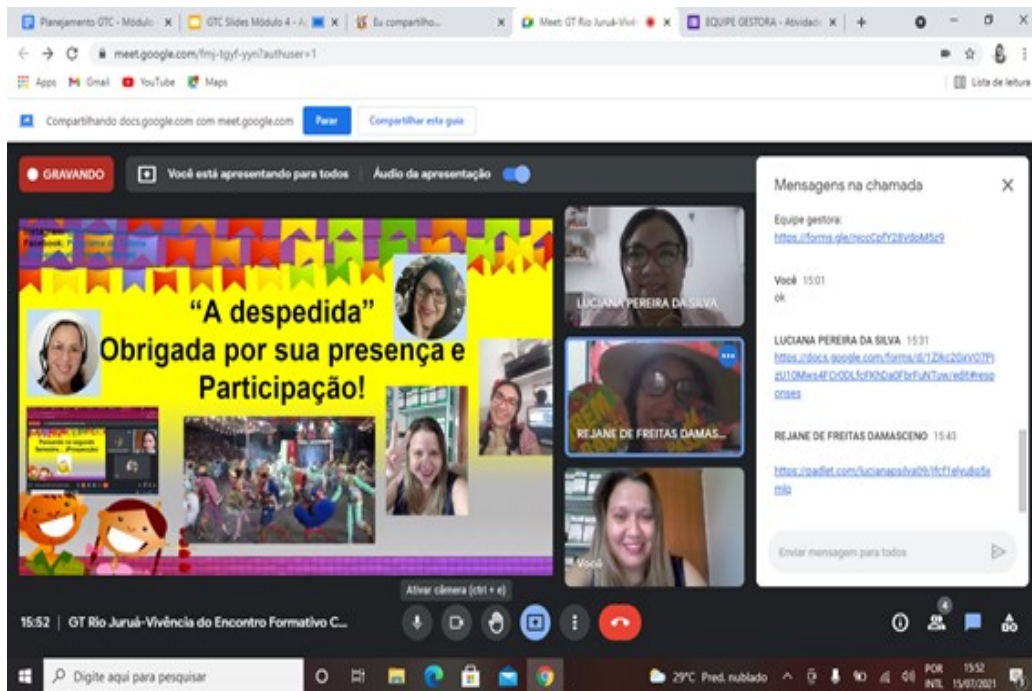 Planejamento GTC - Módulo
GTC Slides Módulo 4 - A
Eu compartilho...
Meet: GT Rio Juruá-Viv
EQUIPE GESTORA - Atividad
meet.google.com/fmj-tgyf-yyn?authuser=1
Apps
Gmail
YouTube
Maps
Lista de leitura
Compartilhando docs.google.com com meet.google.com
Parar
Compartilhar esta guia
GRAVANDO
Você está apresentando para todos
Áudio da apresentação
Facebook:
“A despedida”
Obrigada por sua presença e
Participação!
Pensando no segundo
LUCIANA PEREIRA DA SILVA
REJANE DE FREITAS DAMAS...
Você
Mensagens na chamada
Equipe gestora:
Você 15:01
ok
LUCIANA PEREIRA DA SILVA 15:31
REJANE DE FREITAS DAMASCENO 15:43
Enviar mensagem para todos
Ativar câmera (ctrl + e)
15:52 | GT Rio Juruá-Vivência do Encontro Formativo C...
4
Digite aqui para pesquisar
29°C Pred. nublado
POR
INTL
15:52
15/07/2021